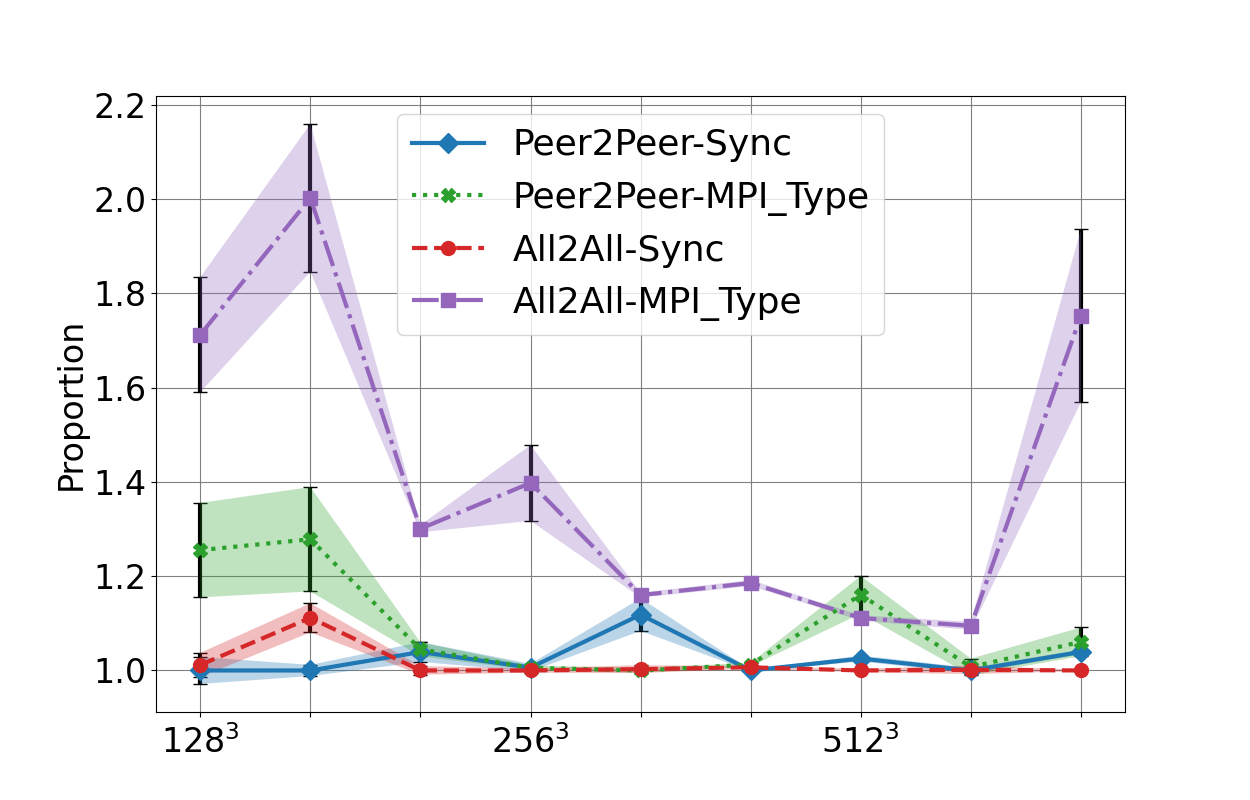 Peer2Peer-Sync
Peer2Peer-MPI_Type
All2All-Sync
All2All-MPI_Type
Proportion
2.2
2.0
1.8
1.6
1.4
1.2
1.0
128³
256³
512³